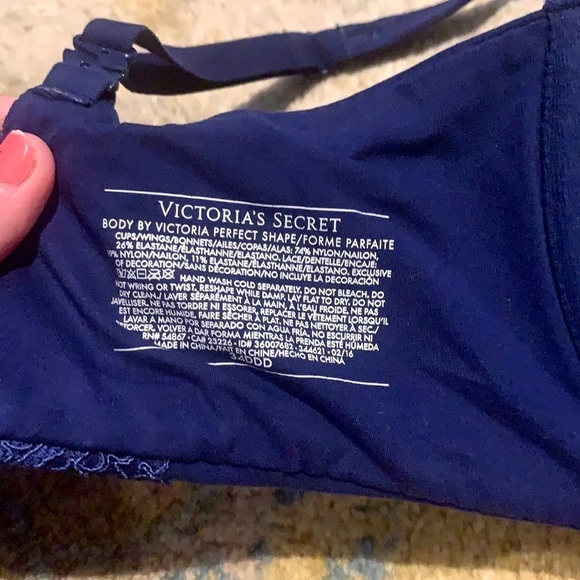 VICTORIA'S SECRET
BODY BY VICTORIA PERFECT SHAPE/FORME PARFAITE
CUPS/WINGS/BONNETS/AILES/COPAS/ALAS: 74% NYLON/NAILON,
26% ELASTANE/ÉLASTHANNE/ELASTANO. LACE/DENTELLE/ENCAJE:
NYLON/NAILON, 11% ELASTANE/ÉLASTHANNE/ELASTANO. EXCLUSIVE
OF DECORATION/SANS DÉCORATION/NO INCLUYE LA DECORACIÓN
HAND WASH COLD SEPARATELY. DO NOT BLEACH. DO
NOT WRING OR TWIST. RESHAPE WHILE DAMP. LAY FLAT TO DRY. DO NOT
DRY CLEAN./ LAVER SÉPARÉMENT À LA MAIN, À L'EAU FROIDE. NE PAS
JAVELLISER. NE PAS TORDRE NI ESSORER. REPLACER LE VÊTEMENT LORSQU'IL
EST ENCORE HUMIDE. FAIRE SÉCHER À PLAT. NE PAS NETTOYER À SEC./
LAVAR A MANO POR SEPARADO CON AGUA FRÍA. NO ESCURRIR NI
VOLVER A DAR FORMA MIENTRAS LA PRENDA ESTÉ HÚMEDA
RN# 54867 • CA# 23226 • ID# 36007682 • 344621 • 02/16
MADE IN CHINA/FAIT EN CHINE/HECHO EN CHINA
34DDD